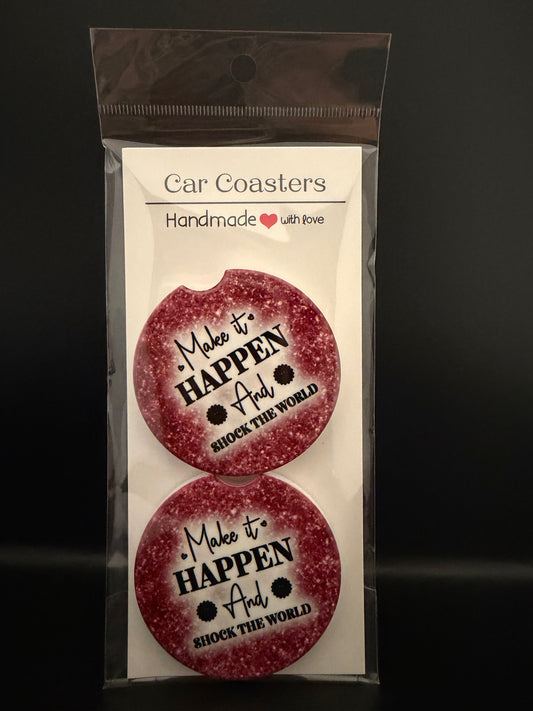 Car Coasters
Handmade with love
Make it
HAPPEN
And
SHOCK THE WORLD
Make it
HAPPEN
And
SHOCK THE WORLD